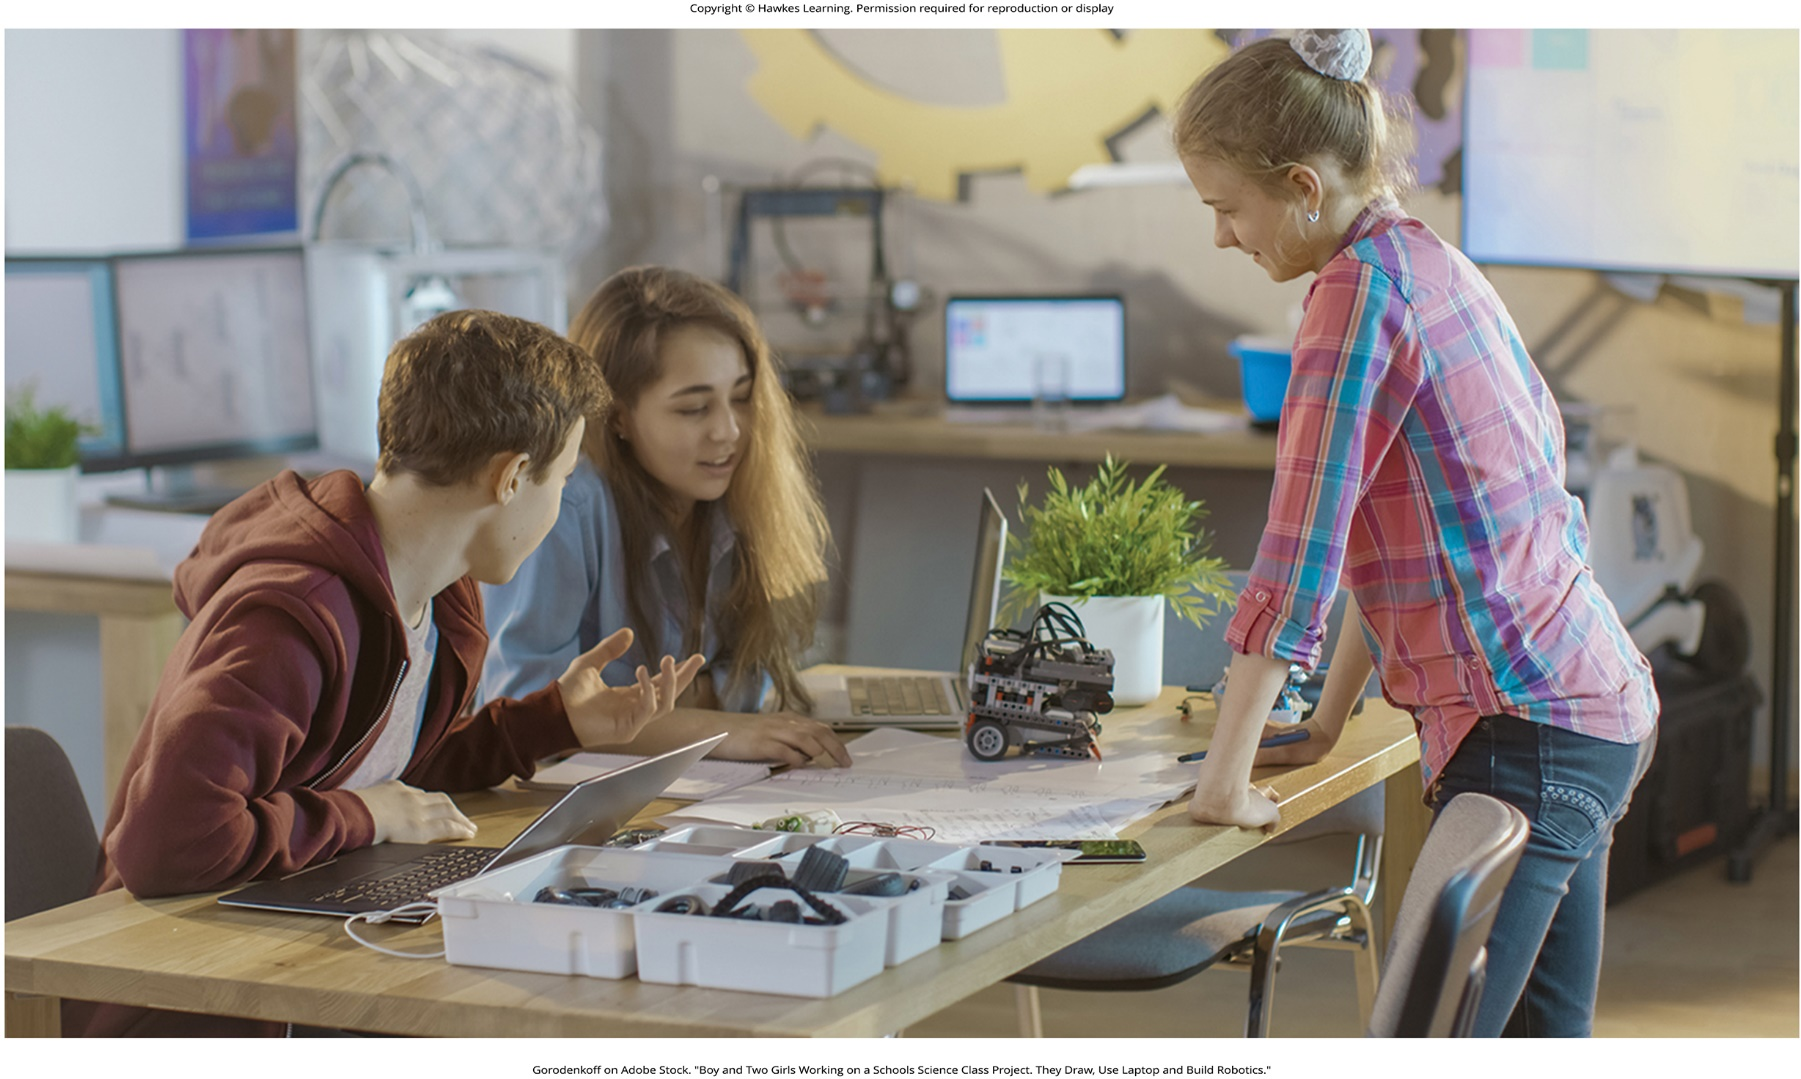 Copyright © Hawkes Learning. Permission required for reproduction or display
Gorodenkoff on Adobe Stock. "Boy and Two Girls Working on a Schools Science Class Project. They Draw, Use Laptop and Build Robotics."